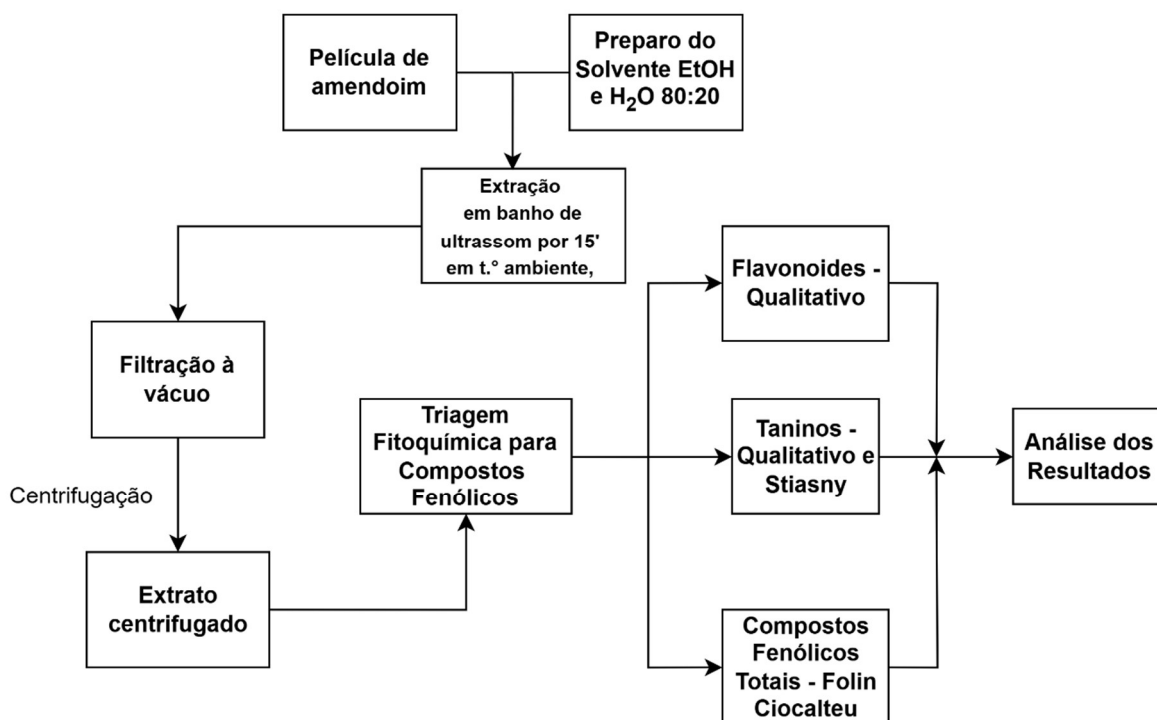 Película de
amendoim
Preparo do
Solvente EtOH
e H₂O 80:20
Extração
em banho de
ultrassom por 15'
em t.° ambiente,
Filtração à
vácuo
Centrifugação
Extrato
centrifugado
Triagem
Fitoquímica para
Compostos
Fenólicos
Flavonoides -
Qualitativo
Taninos -
Qualitativo e
Stiasny
Compostos
Fenólicos
Totais - Folin
Ciocalteu
Análise dos
Resultados